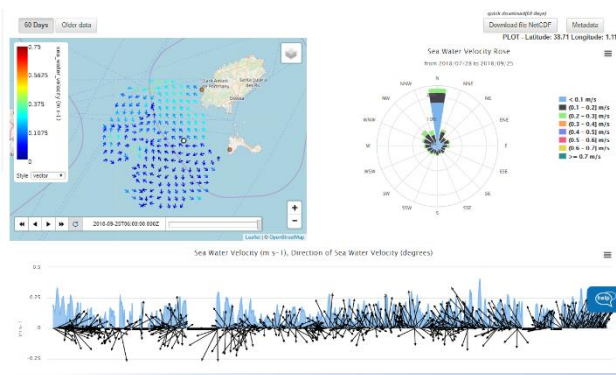 60 Days
Older data
quick download(60 days)
Download file NetCDF
Metadata
PLOT - Latitude: 38.71 Longitude: 1.11
0.75
0.5625
0.375
0.1875
0
sea_water_velocity (m s-1)
Style vector
2018-09-25T06:00:00.000Z
+
−
Leaflet | © OpenStreetMap
Sea Water Velocity Rose
from 2018/07/28 to 2018/09/25
N
NNE
NE
ENE
E
ESE
SE
SSE
S
SSW
SW
WSW
W
WNW
NW
NNW
< 0.1 m/s
(0.1 - 0.2] m/s
(0.2 - 0.3] m/s
(0.3 - 0.4] m/s
(0.4 - 0.5] m/s
(0.5 - 0.6] m/s
(0.6 - 0.7] m/s
>= 0.7 m/s
Sea Water Velocity (m s-1), Direction of Sea Water Velocity (degrees)
0.5
0.25
0
-0.25
help